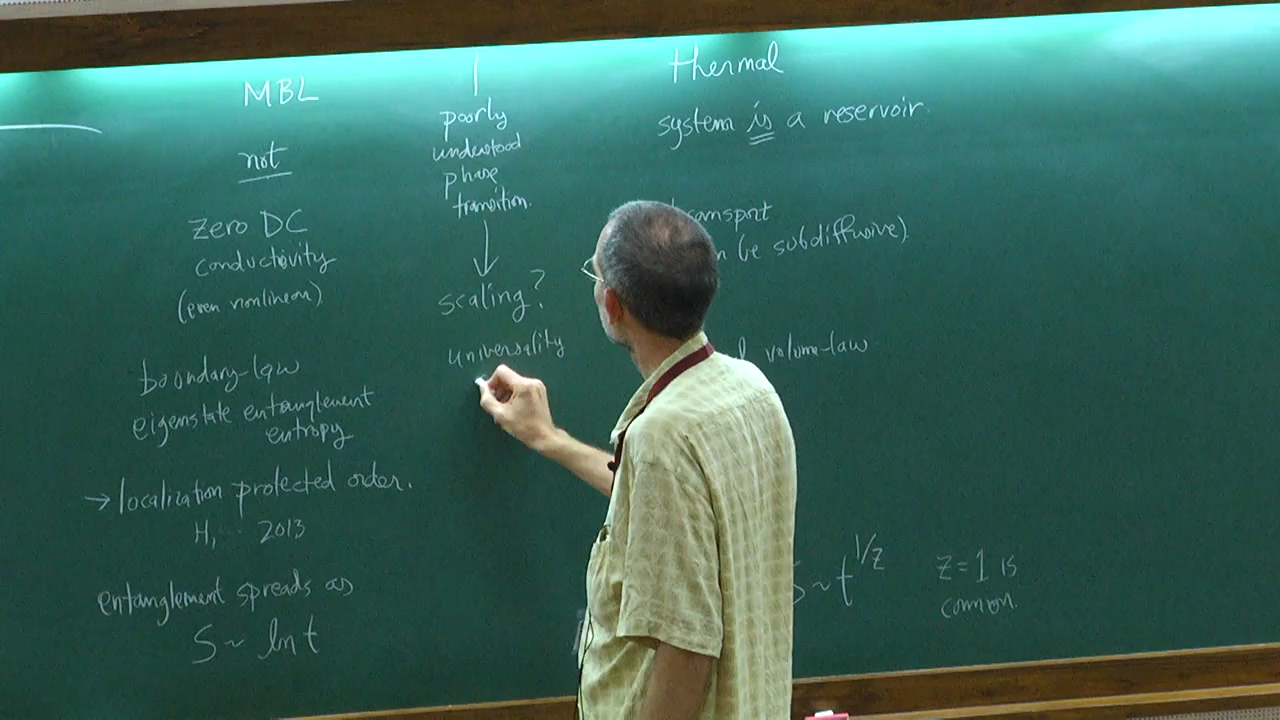 MBL
not
zero DC
conductivity
(even nonlinear)
boundary-law
eigenstate entanglement
entropy
→ localization protected order.
H, ... 2013
entanglement spreads as
S ~ ln t
poorly
understood
phase
transition.
scaling?
universality
thermal
system is a reservoir.
transport
be subdiffusive)
volume-law
S ~ t^1/z
z=1 is
common.